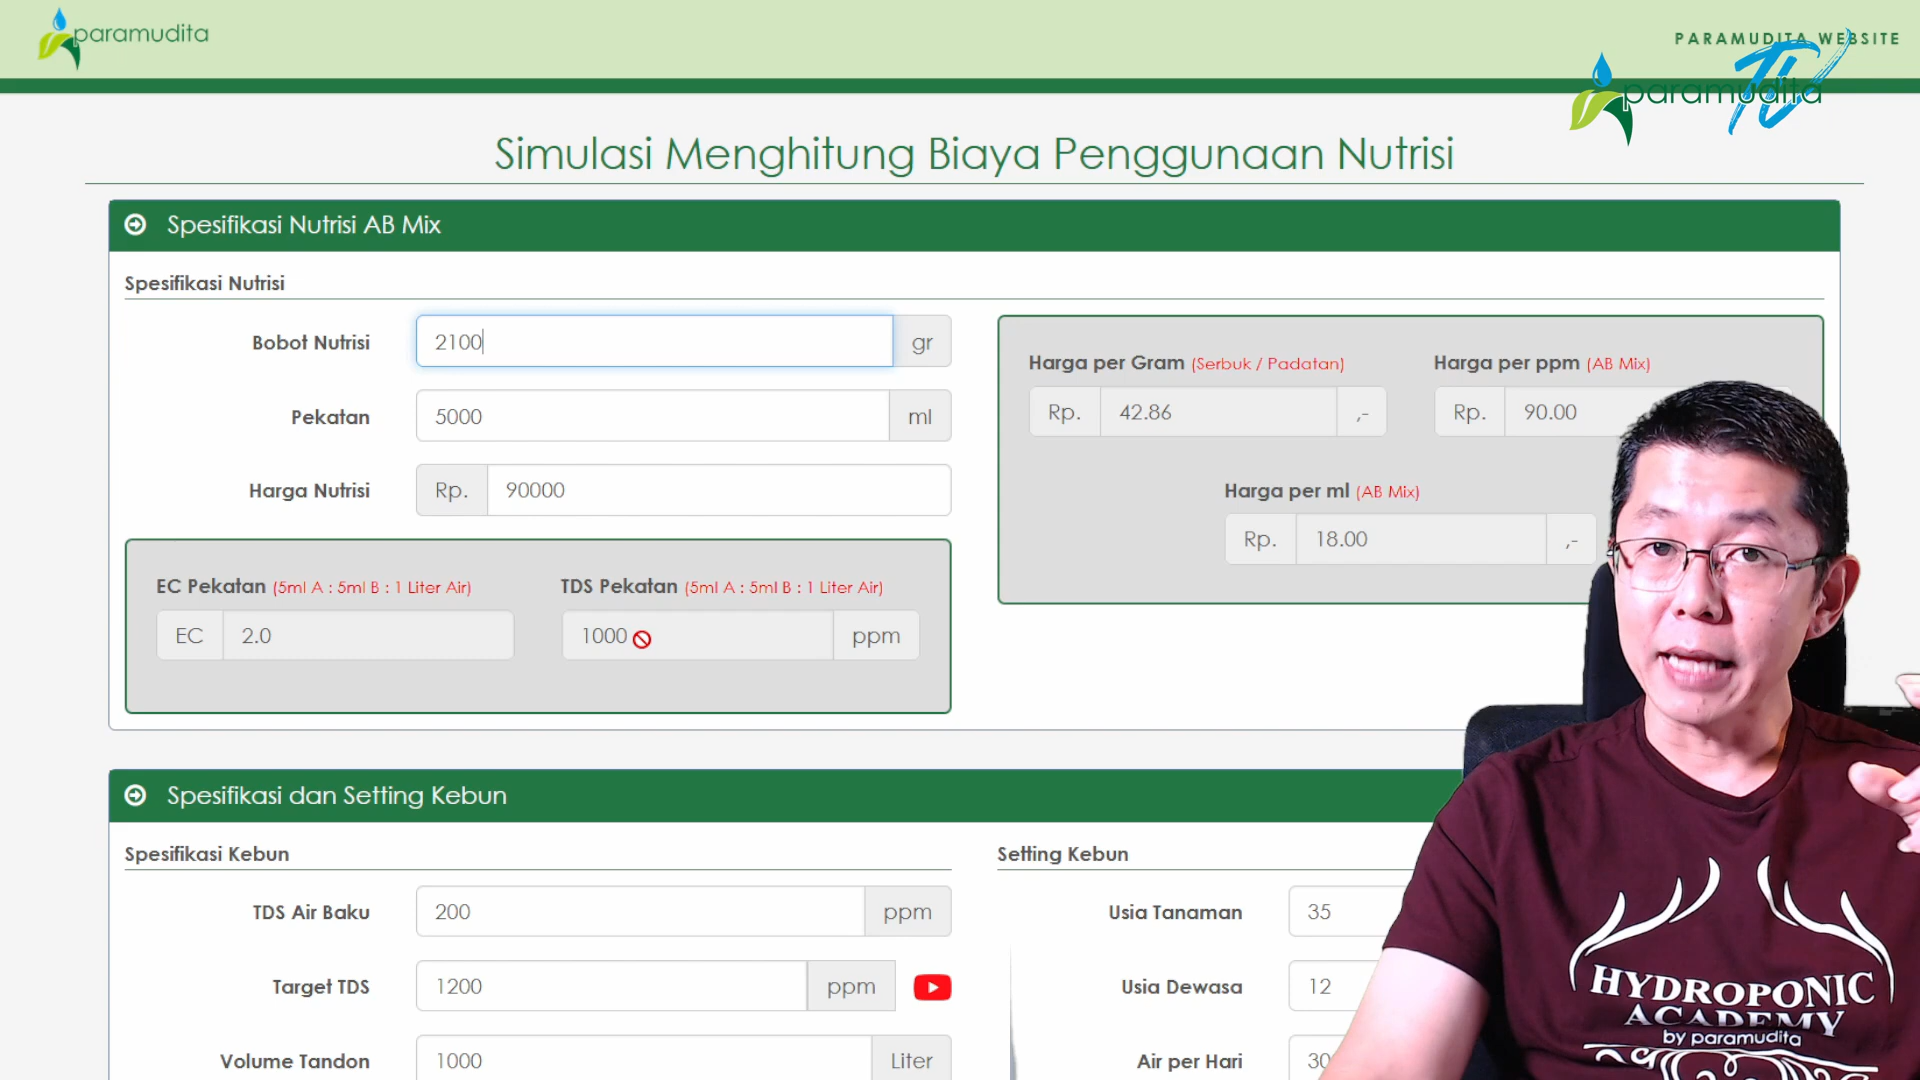 paramudita
PARAMUDITA WEBSITE
paramudita TV
Simulasi Menghitung Biaya Penggunaan Nutrisi
Spesifikasi Nutrisi AB Mix
Spesifikasi Nutrisi
Bobot Nutrisi 2100 gr
Pekatan 5000 ml
Harga Nutrisi Rp. 90000
Harga per Gram (Serbuk / Padatan)
Rp. 42.86 ,-
Harga per ppm (AB Mix)
Rp. 90.00
Harga per ml (AB Mix)
Rp. 18.00 ,-
EC Pekatan (5ml A : 5ml B : 1 Liter Air)
EC 2.0
TDS Pekatan (5ml A : 5ml B : 1 Liter Air)
1000 ppm
Spesifikasi dan Setting Kebun
Spesifikasi Kebun
TDS Air Baku 200 ppm
Target TDS 1200 ppm
Volume Tandon 1000 Liter
Setting Kebun
Usia Tanaman 35
Usia Dewasa 12
Air per Hari
HYDROPONIC
ACADEMY
by paramudita